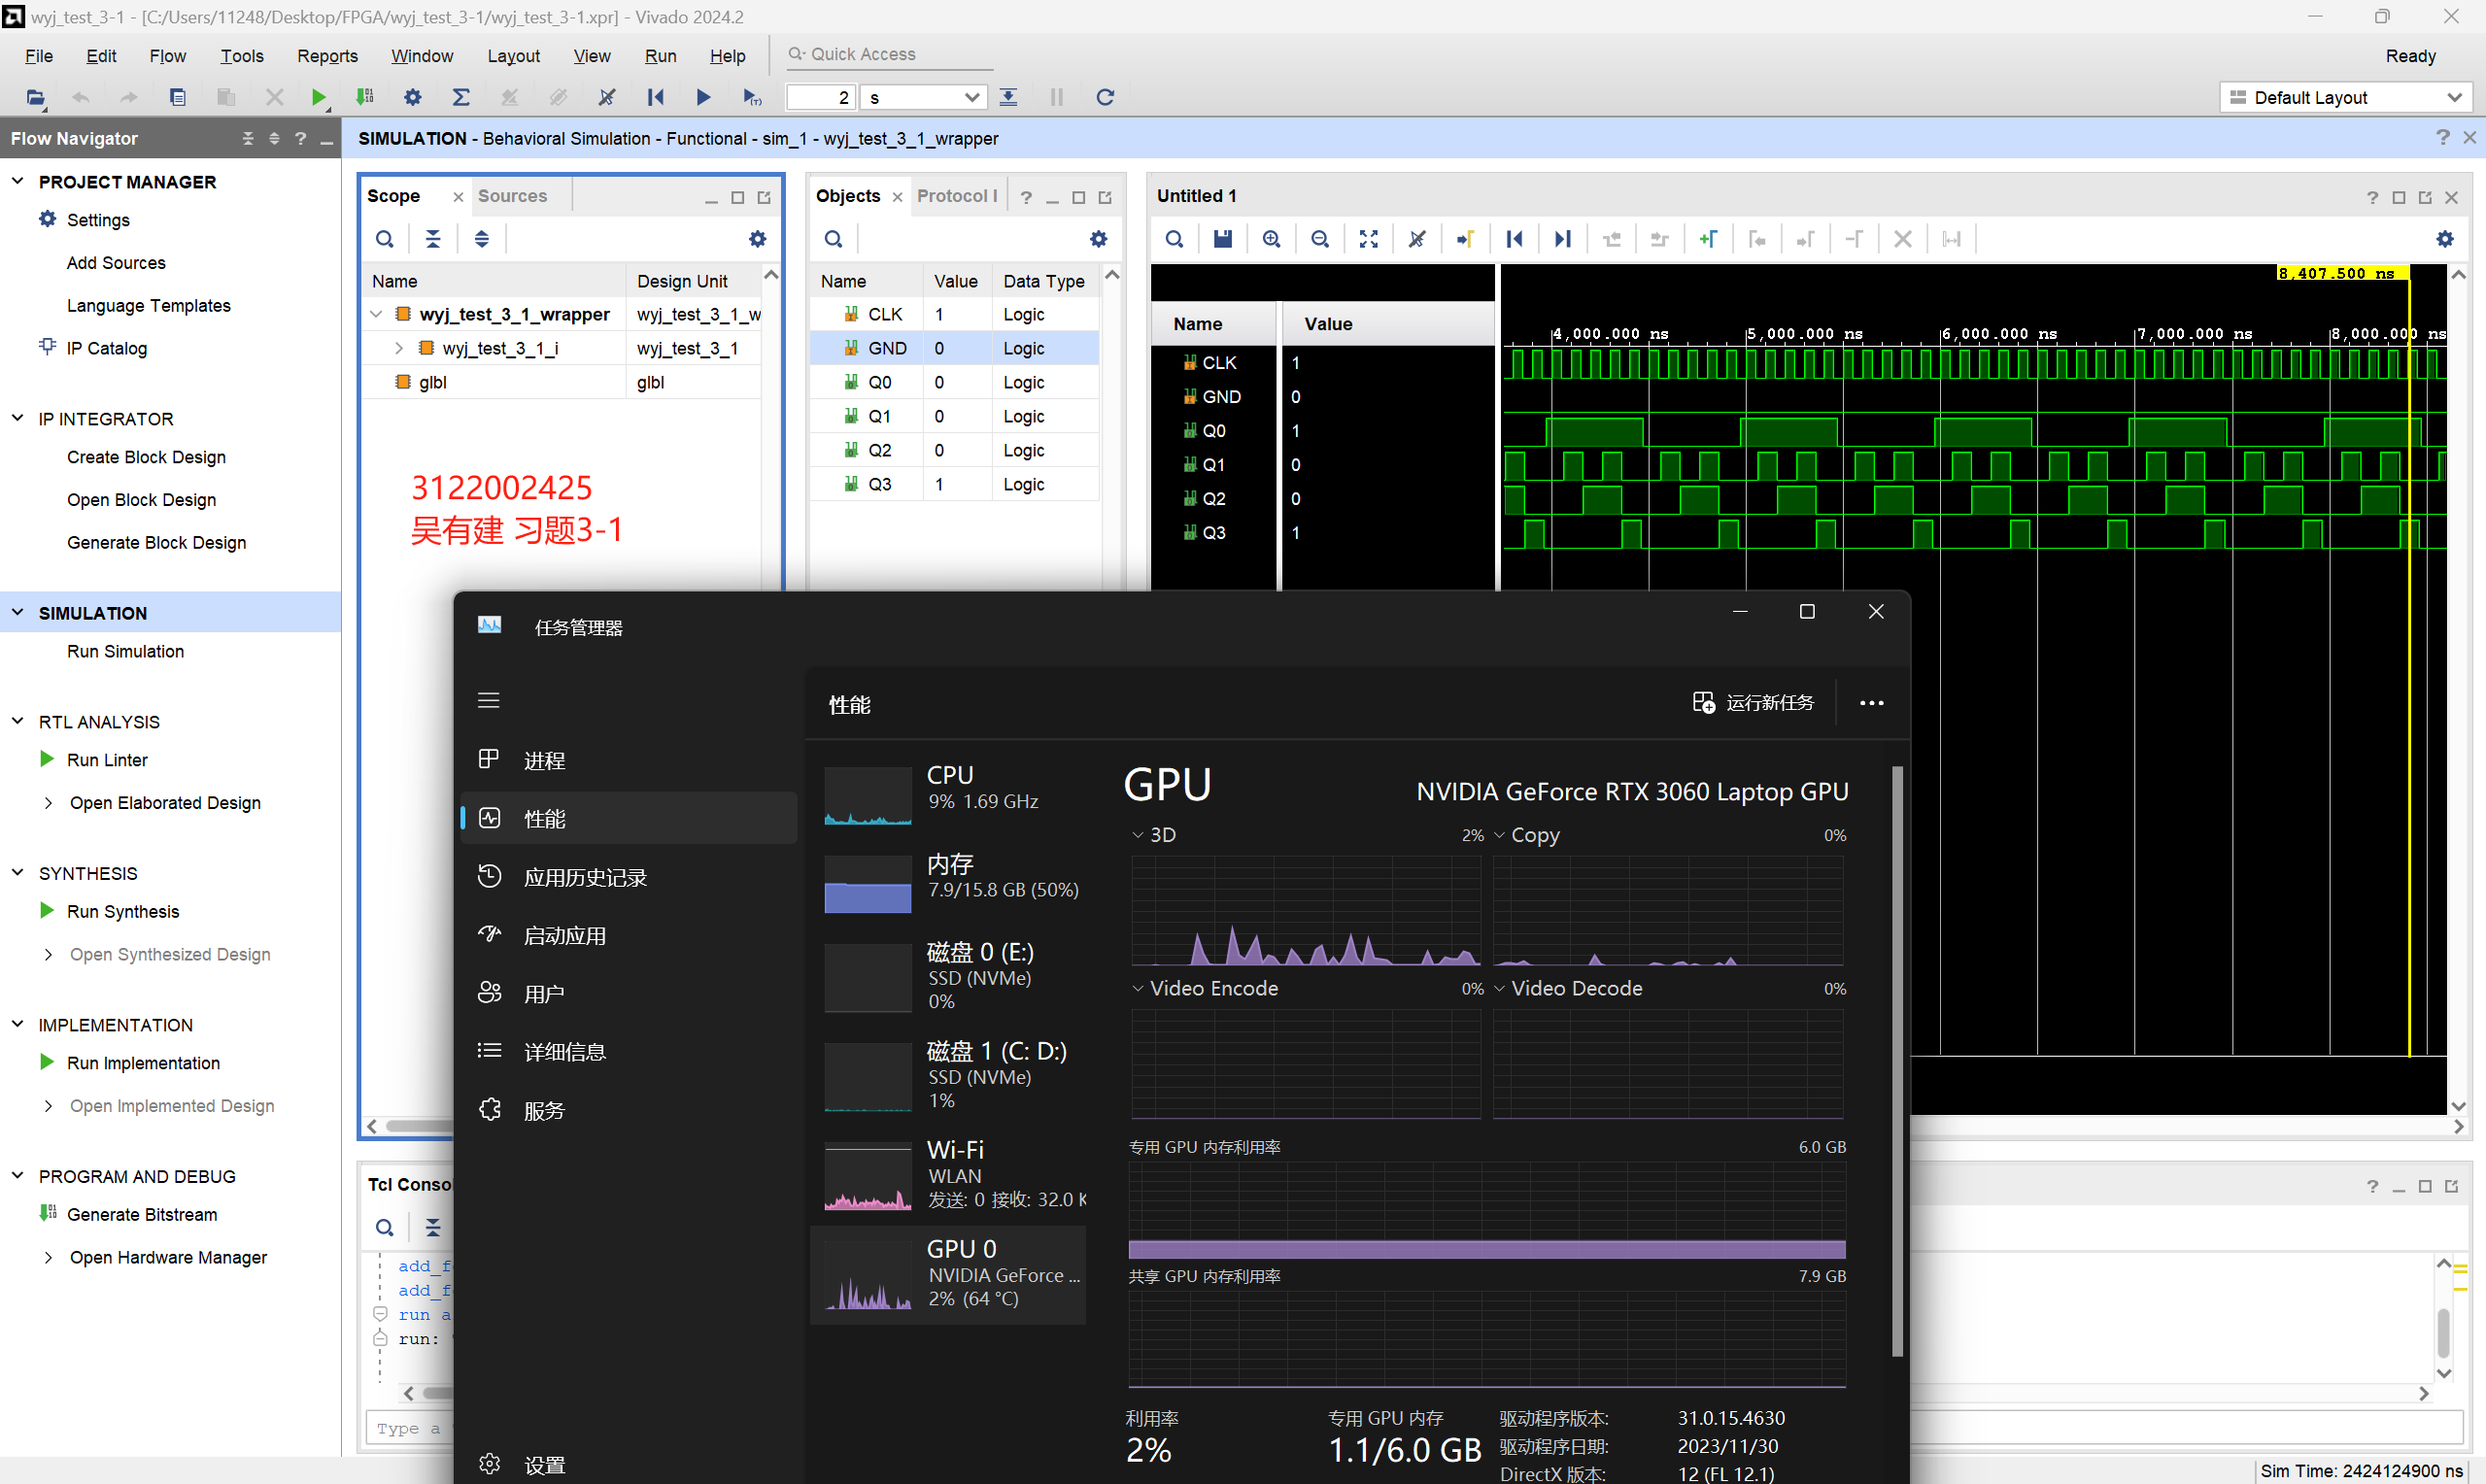 wyj_test_3-1 - [C:/Users/11248/Desktop/FPGA/wyj_test_3-1/wyj_test_3-1.xpr] - Vivado 2024.2
File Edit Flow Tools Reports Window Layout View Run Help Quick Access Ready
2 s Default Layout
Flow Navigator
SIMULATION - Behavioral Simulation - Functional - sim_1 - wyj_test_3_1_wrapper
PROJECT MANAGER
Settings
Add Sources
Language Templates
IP Catalog
IP INTEGRATOR
Create Block Design
Open Block Design
Generate Block Design
SIMULATION
Run Simulation
RTL ANALYSIS
Run Linter
Open Elaborated Design
SYNTHESIS
Run Synthesis
Open Synthesized Design
IMPLEMENTATION
Run Implementation
Open Implemented Design
PROGRAM AND DEBUG
Generate Bitstream
Open Hardware Manager
Scope Sources
Name Design Unit
wyj_test_3_1_wrapper wyj_test_3_1_w
wyj_test_3_1_i wyj_test_3_1
glbl glbl
3122002425
吴有建 习题3-1
Objects Protocol I
Name Value Data Type
CLK 1 Logic
GND 0 Logic
Q0 0 Logic
Q1 0 Logic
Q2 0 Logic
Q3 1 Logic
Untitled 1
8,407.500 ns
Name Value
4,000.000 ns 5,000.000 ns 6,000.000 ns 7,000.000 ns 8,000.000 ns
CLK 1
GND 0
Q0 1
Q1 0
Q2 0
Q3 1
Tcl Conso
add_f
add_f
run a
run:
Type a
任务管理器
进程
性能
应用历史记录
启动应用
用户
详细信息
服务
设置
性能
运行新任务
CPU
9% 1.69 GHz
内存
7.9/15.8 GB (50%)
磁盘 0 (E:)
SSD (NVMe)
0%
磁盘 1 (C: D:)
SSD (NVMe)
1%
Wi-Fi
WLAN
发送: 0 接收: 32.0 K
GPU 0
NVIDIA GeForce ...
2% (64 °C)
GPU NVIDIA GeForce RTX 3060 Laptop GPU
3D 2% Copy 0%
Video Encode 0% Video Decode 0%
专用 GPU 内存利用率 6.0 GB
共享 GPU 内存利用率 7.9 GB
利用率
2%
专用 GPU 内存
1.1/6.0 GB
驱动程序版本: 31.0.15.4630
驱动程序日期: 2023/11/30
DirectX 版本: 12 (FL 12.1)
Sim Time: 2424124900 ns